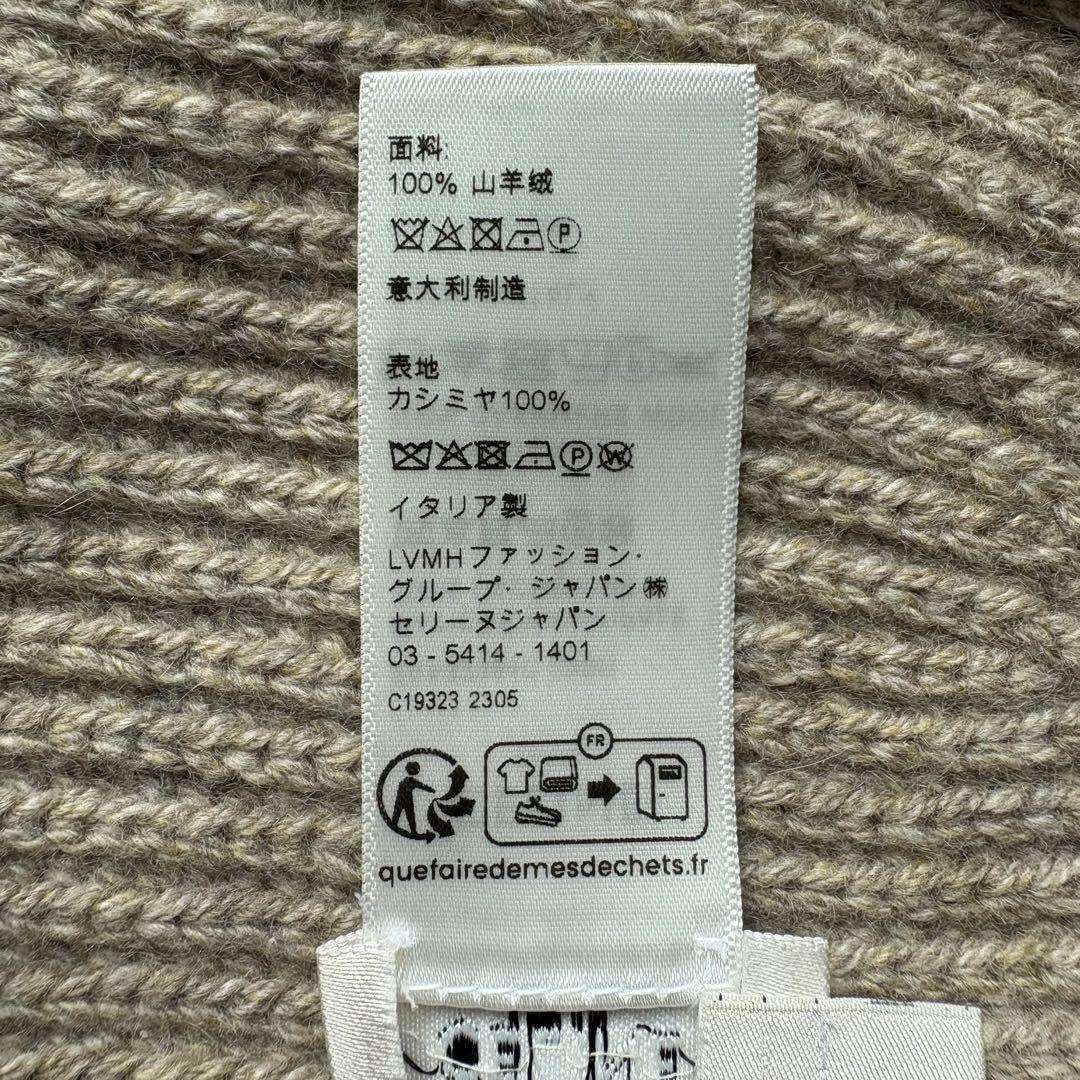 面料:
100% 山羊绒
P
意大利制造
表地
カシミヤ100%
P W
イタリア製
LVMHファッション・
グループ・ジャパン㈱
セリーヌジャパン
03 - 5414 - 1401
C19323 2305
FR
quefairedemesdechets.fr